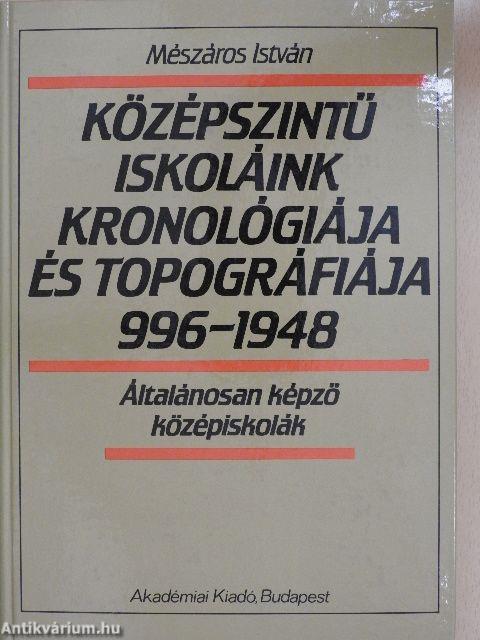 Mészáros István
KÖZÉPSZINTŰ
ISKOLÁINK
KRONOLÓGIÁJA
ÉS TOPOGRÁFIÁJA
996–1948
Általánosan képző
középiskolák
Akadémiai Kiadó, Budapest
Antikvárium.hu